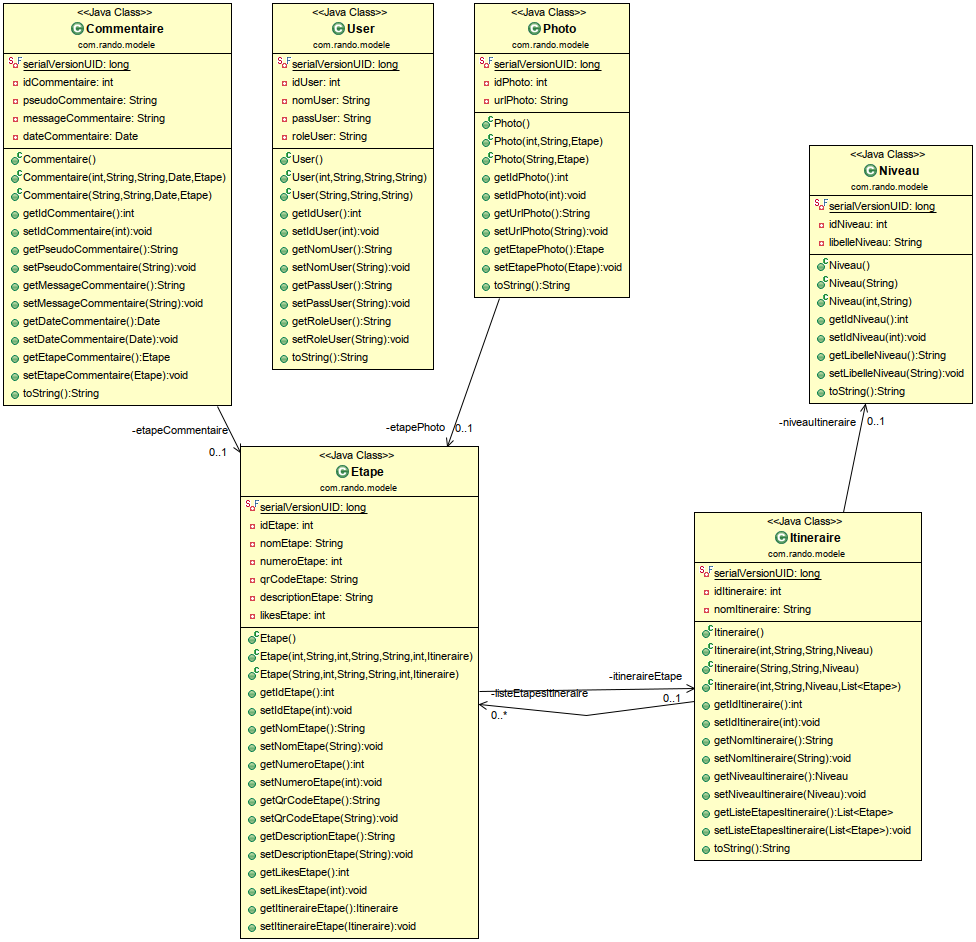 <<Java Class>>
Commentaire
com.rando.modele
serialVersionUID: long
idCommentaire: int
pseudoCommentaire: String
messageCommentaire: String
dateCommentaire: Date
Commentaire()
Commentaire(int,String,String,Date,Etape)
Commentaire(String,String,Date,Etape)
getIdCommentaire():int
setIdCommentaire(int):void
getPseudoCommentaire():String
setPseudoCommentaire(String):void
getMessageCommentaire():String
setMessageCommentaire(String):void
getDateCommentaire():Date
setDateCommentaire(Date):void
getEtapeCommentaire():Etape
setEtapeCommentaire(Etape):void
toString():String
<<Java Class>>
User
com.rando.modele
serialVersionUID: long
idUser: int
nomUser: String
passUser: String
roleUser: String
User()
User(int,String,String,String)
User(String,String,String)
getIdUser():int
setIdUser(int):void
getNomUser():String
setNomUser(String):void
getPassUser():String
setPassUser(String):void
getRoleUser():String
setRoleUser(String):void
toString():String
<<Java Class>>
Photo
com.rando.modele
serialVersionUID: long
idPhoto: int
urlPhoto: String
Photo()
Photo(int,String,Etape)
Photo(String,Etape)
getIdPhoto():int
setIdPhoto(int):void
getUrlPhoto():String
setUrlPhoto(String):void
getEtapePhoto():Etape
setEtapePhoto(Etape):void
toString():String
<<Java Class>>
Niveau
com.rando.modele
serialVersionUID: long
idNiveau: int
libelleNiveau: String
Niveau()
Niveau(String)
Niveau(int,String)
getIdNiveau():int
setIdNiveau(int):void
getLibelleNiveau():String
setLibelleNiveau(String):void
toString():String
-etapeCommentaire
0..1
-etapePhoto
0..1
-niveauItineraire
0..1
<<Java Class>>
Etape
com.rando.modele
serialVersionUID: long
idEtape: int
nomEtape: String
numeroEtape: int
qrCodeEtape: String
descriptionEtape: String
likesEtape: int
Etape()
Etape(int,String,int,String,String,int,Itineraire)
Etape(String,int,String,String,int,Itineraire)
getIdEtape():int
setIdEtape(int):void
getNomEtape():String
setNomEtape(String):void
getNumeroEtape():int
setNumeroEtape(int):void
getQrCodeEtape():String
setQrCodeEtape(String):void
getDescriptionEtape():String
setDescriptionEtape(String):void
getLikesEtape():int
setLikesEtape(int):void
getItineraireEtape():Itineraire
setItineraireEtape(Itineraire):void
-itineraireEtape
0..1
-listeEtapesItineraire
0..*
<<Java Class>>
Itineraire
com.rando.modele
serialVersionUID: long
idItineraire: int
nomItineraire: String
Itineraire()
Itineraire(int,String,String,Niveau)
Itineraire(String,String,Niveau)
Itineraire(int,String,Niveau,List<Etape>)
getIdItineraire():int
setIdItineraire(int):void
getNomItineraire():String
setNomItineraire(String):void
getNiveauItineraire():Niveau
setNiveauItineraire(Niveau):void
getListeEtapesItineraire():List<Etape>
setListeEtapesItineraire(List<Etape>):void
toString():String